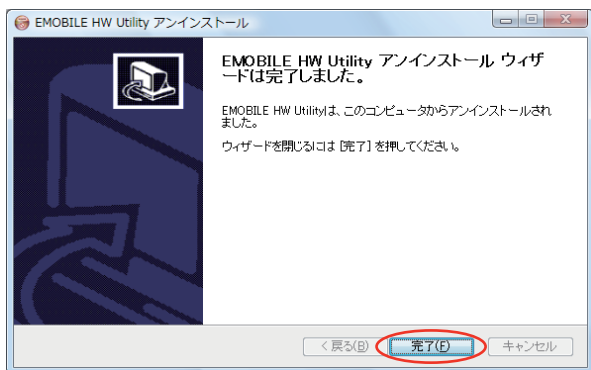 EMOBILE HW Utility アンインストール
EMOBILE HW Utility アンインストール ウィザ
ードは完了しました。
EMOBILE HW Utilityは、このコンピュータからアンインストールされ
ました。
ウィザードを閉じるには [完了] を押してください。
< 戻る(B)
完了(F)
キャンセル